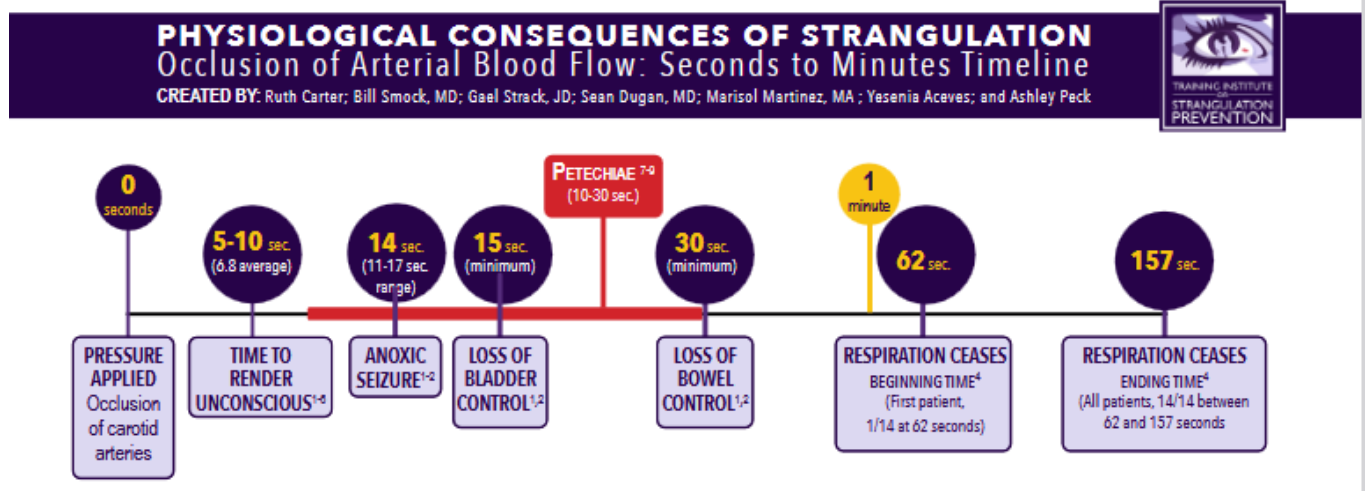 PHYSIOLOGICAL CONSEQUENCES OF STRANGULATION
Occlusion of Arterial Blood Flow: Seconds to Minutes Timeline
CREATED BY: Ruth Carter; Bill Smock, MD; Gael Strack, JD; Sean Dugan, MD; Marisol Martinez, MA ; Yesenia Aceves; and Ashley Peck
TRAINING INSTITUTE
ON
STRANGULATION
PREVENTION
0
seconds
PRESSURE
APPLIED
Occlusion
of carotid
arteries
5-10 sec.
(6.8 average)
TIME TO
RENDER
UNCONSCIOUS
14 sec.
(11-17 sec.
range)
ANOXIC
SEIZURE¹⁻²
15 sec.
(minimum)
LOSS OF
BLADDER
CONTROL¹,²
PETECHIAE ⁷⁻⁹
(10-30 sec.)
30 sec.
(minimum)
LOSS OF
BOWEL
CONTROL¹,²
1
minute
62 sec.
RESPIRATION CEASES
BEGINNING TIME⁴
(First patient,
1/14 at 62 seconds)
157 sec.
RESPIRATION CEASES
ENDING TIME⁴
(All patients, 14/14 between
62 and 157 seconds